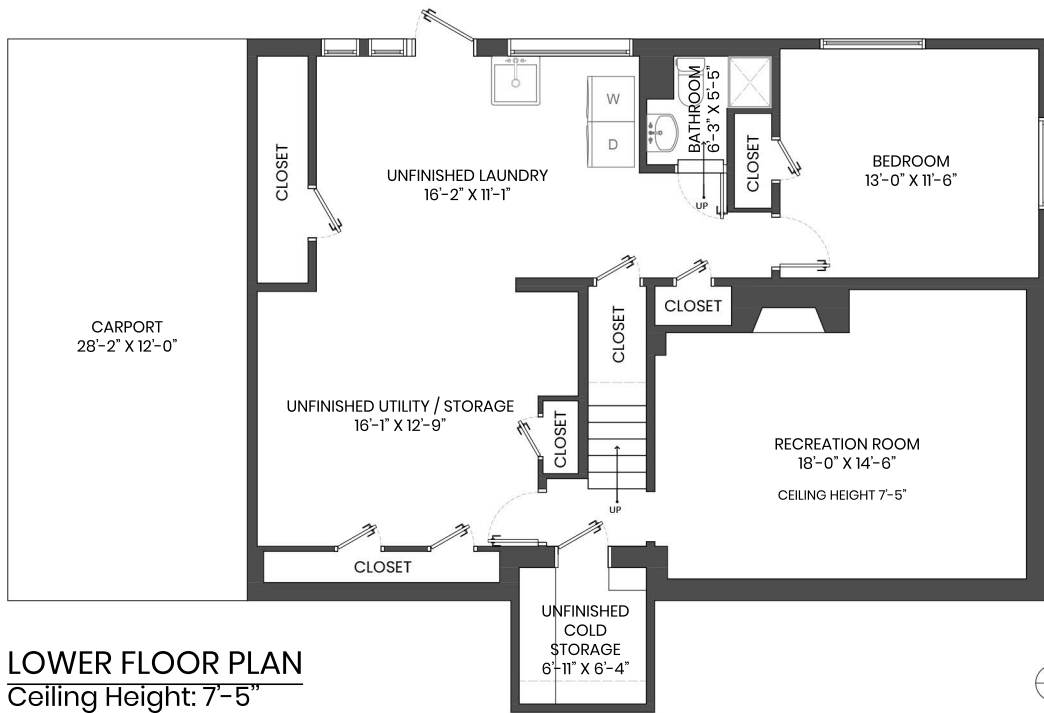 BATHROOM
6'-3" X 5'-5"
W
D
CLOSET
CLOSET
UNFINISHED LAUNDRY
16'-2" X 11'-1"
BEDROOM
13'-0" X 11'-6"
UP
CARPORT
28'-2" X 12'-0"
CLOSET
CLOSET
UNFINISHED UTILITY / STORAGE
16'-1" X 12'-9"
CLOSET
RECREATION ROOM
18'-0" X 14'-6"
CEILING HEIGHT 7'-5"
UP
CLOSET
UNFINISHED
COLD
STORAGE
6'-11" X 6'-4"
LOWER FLOOR PLAN
Ceiling Height: 7'-5"